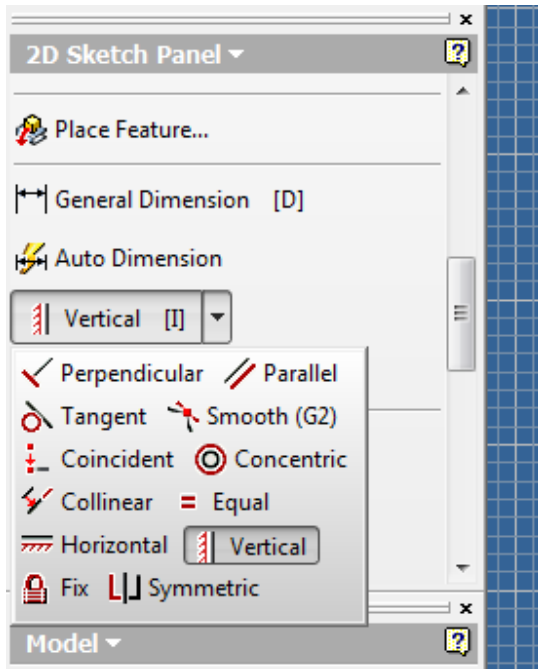 2D Sketch Panel
Place Feature...
General Dimension [D]
Auto Dimension
Vertical [I]
Perpendicular Parallel
Tangent Smooth (G2)
Coincident Concentric
Collinear = Equal
Horizontal Vertical
Fix Symmetric
Model